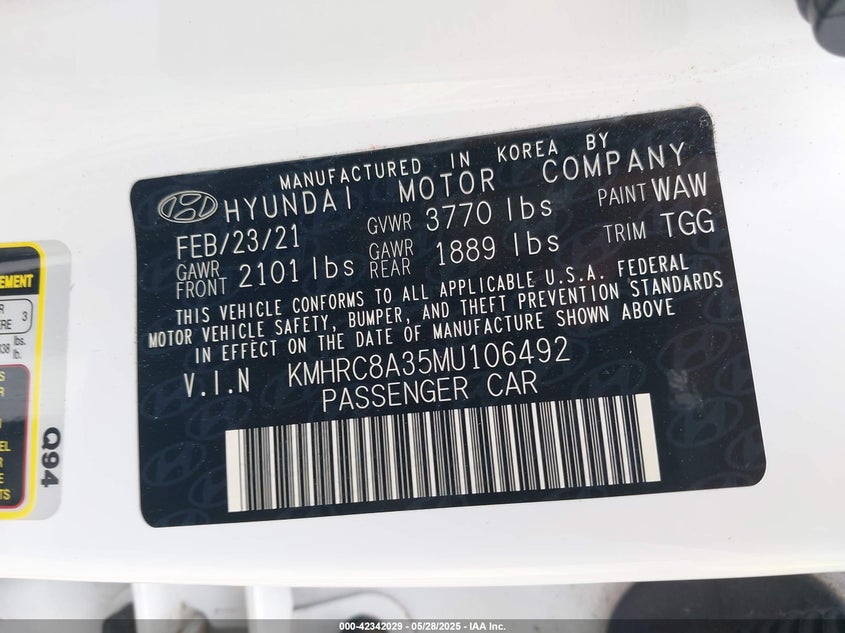 MANUFACTURED IN KOREA BY
HYUNDAI MOTOR COMPANY
FEB/23/21 GVWR 3770 lbs PAINT WAW
GAWR FRONT 2101 lbs GAWR REAR 1889 lbs TRIM TGG
THIS VEHICLE CONFORMS TO ALL APPLICABLE U.S.A. FEDERAL
MOTOR VEHICLE SAFETY, BUMPER, AND THEFT PREVENTION STANDARDS
IN EFFECT ON THE DATE OF MANUFACTURE SHOWN ABOVE
V.I.N KMHRC8A35MU106492
PASSENGER CAR
Q94
000-42342029 — 05/28/2025 — IAA Inc.